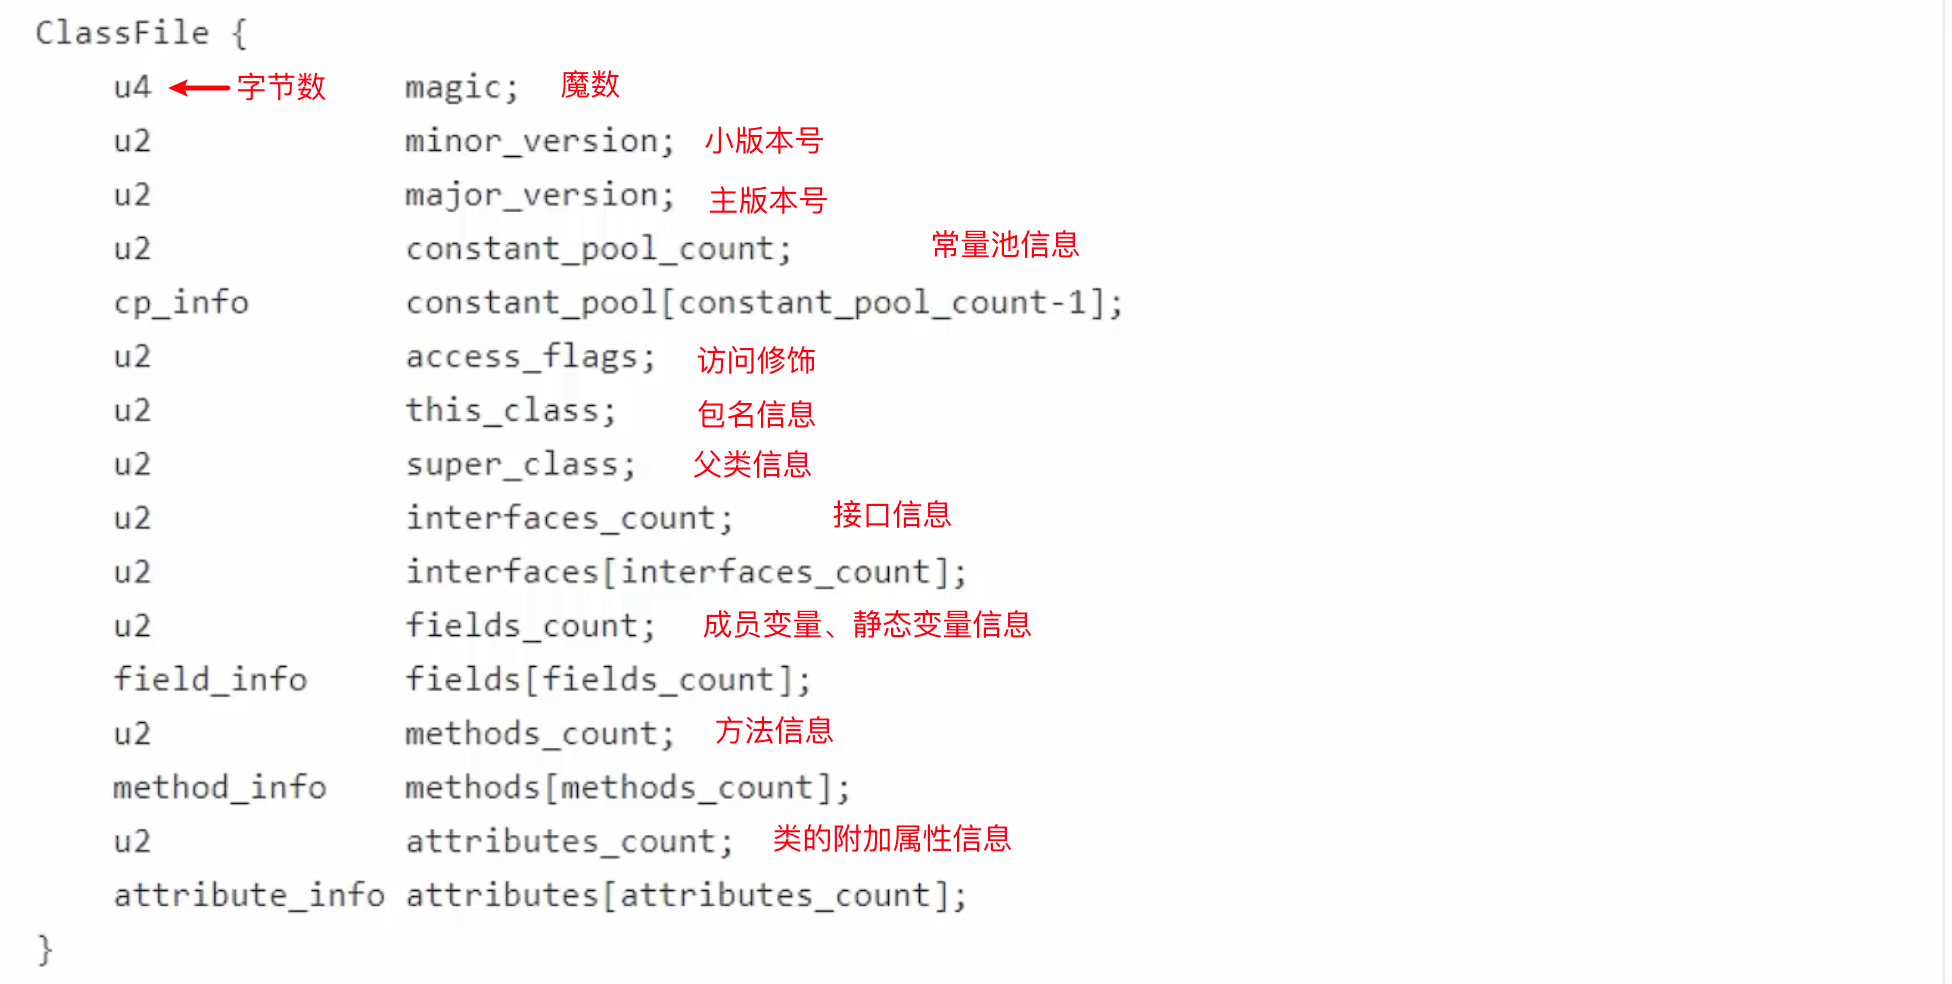 ClassFile {
u4 字节数 magic; 魔数
u2 minor_version; 小版本号
u2 major_version; 主版本号
u2 constant_pool_count; 常量池信息
cp_info constant_pool[constant_pool_count-1];
u2 access_flags; 访问修饰
u2 this_class; 包名信息
u2 super_class; 父类信息
u2 interfaces_count; 接口信息
u2 interfaces[interfaces_count];
u2 fields_count; 成员变量、静态变量信息
field_info fields[fields_count];
u2 methods_count; 方法信息
method_info methods[methods_count];
u2 attributes_count; 类的附加属性信息
attribute_info attributes[attributes_count];
}